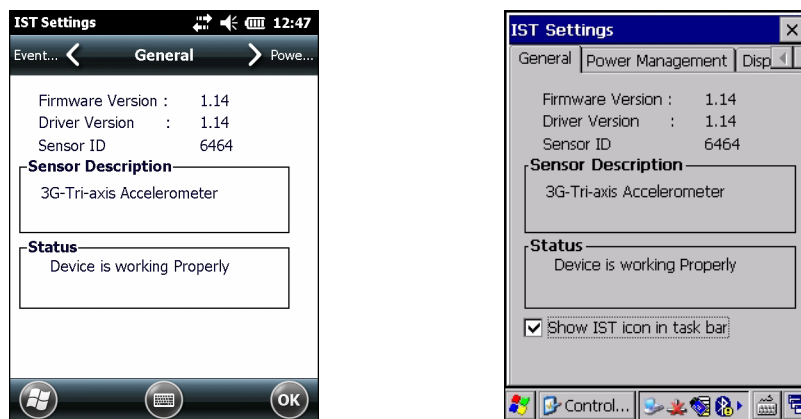 IST Settings 12:47
Event... General Powe...
Firmware Version : 1.14
Driver Version : 1.14
Sensor ID 6464
Sensor Description
3G-Tri-axis Accelerometer
Status
Device is working Properly
OK
IST Settings
General Power Management Disp
Firmware Version : 1.14
Driver Version : 1.14
Sensor ID 6464
Sensor Description
3G-Tri-axis Accelerometer
Status
Device is working Properly
Show IST icon in task bar
Control...